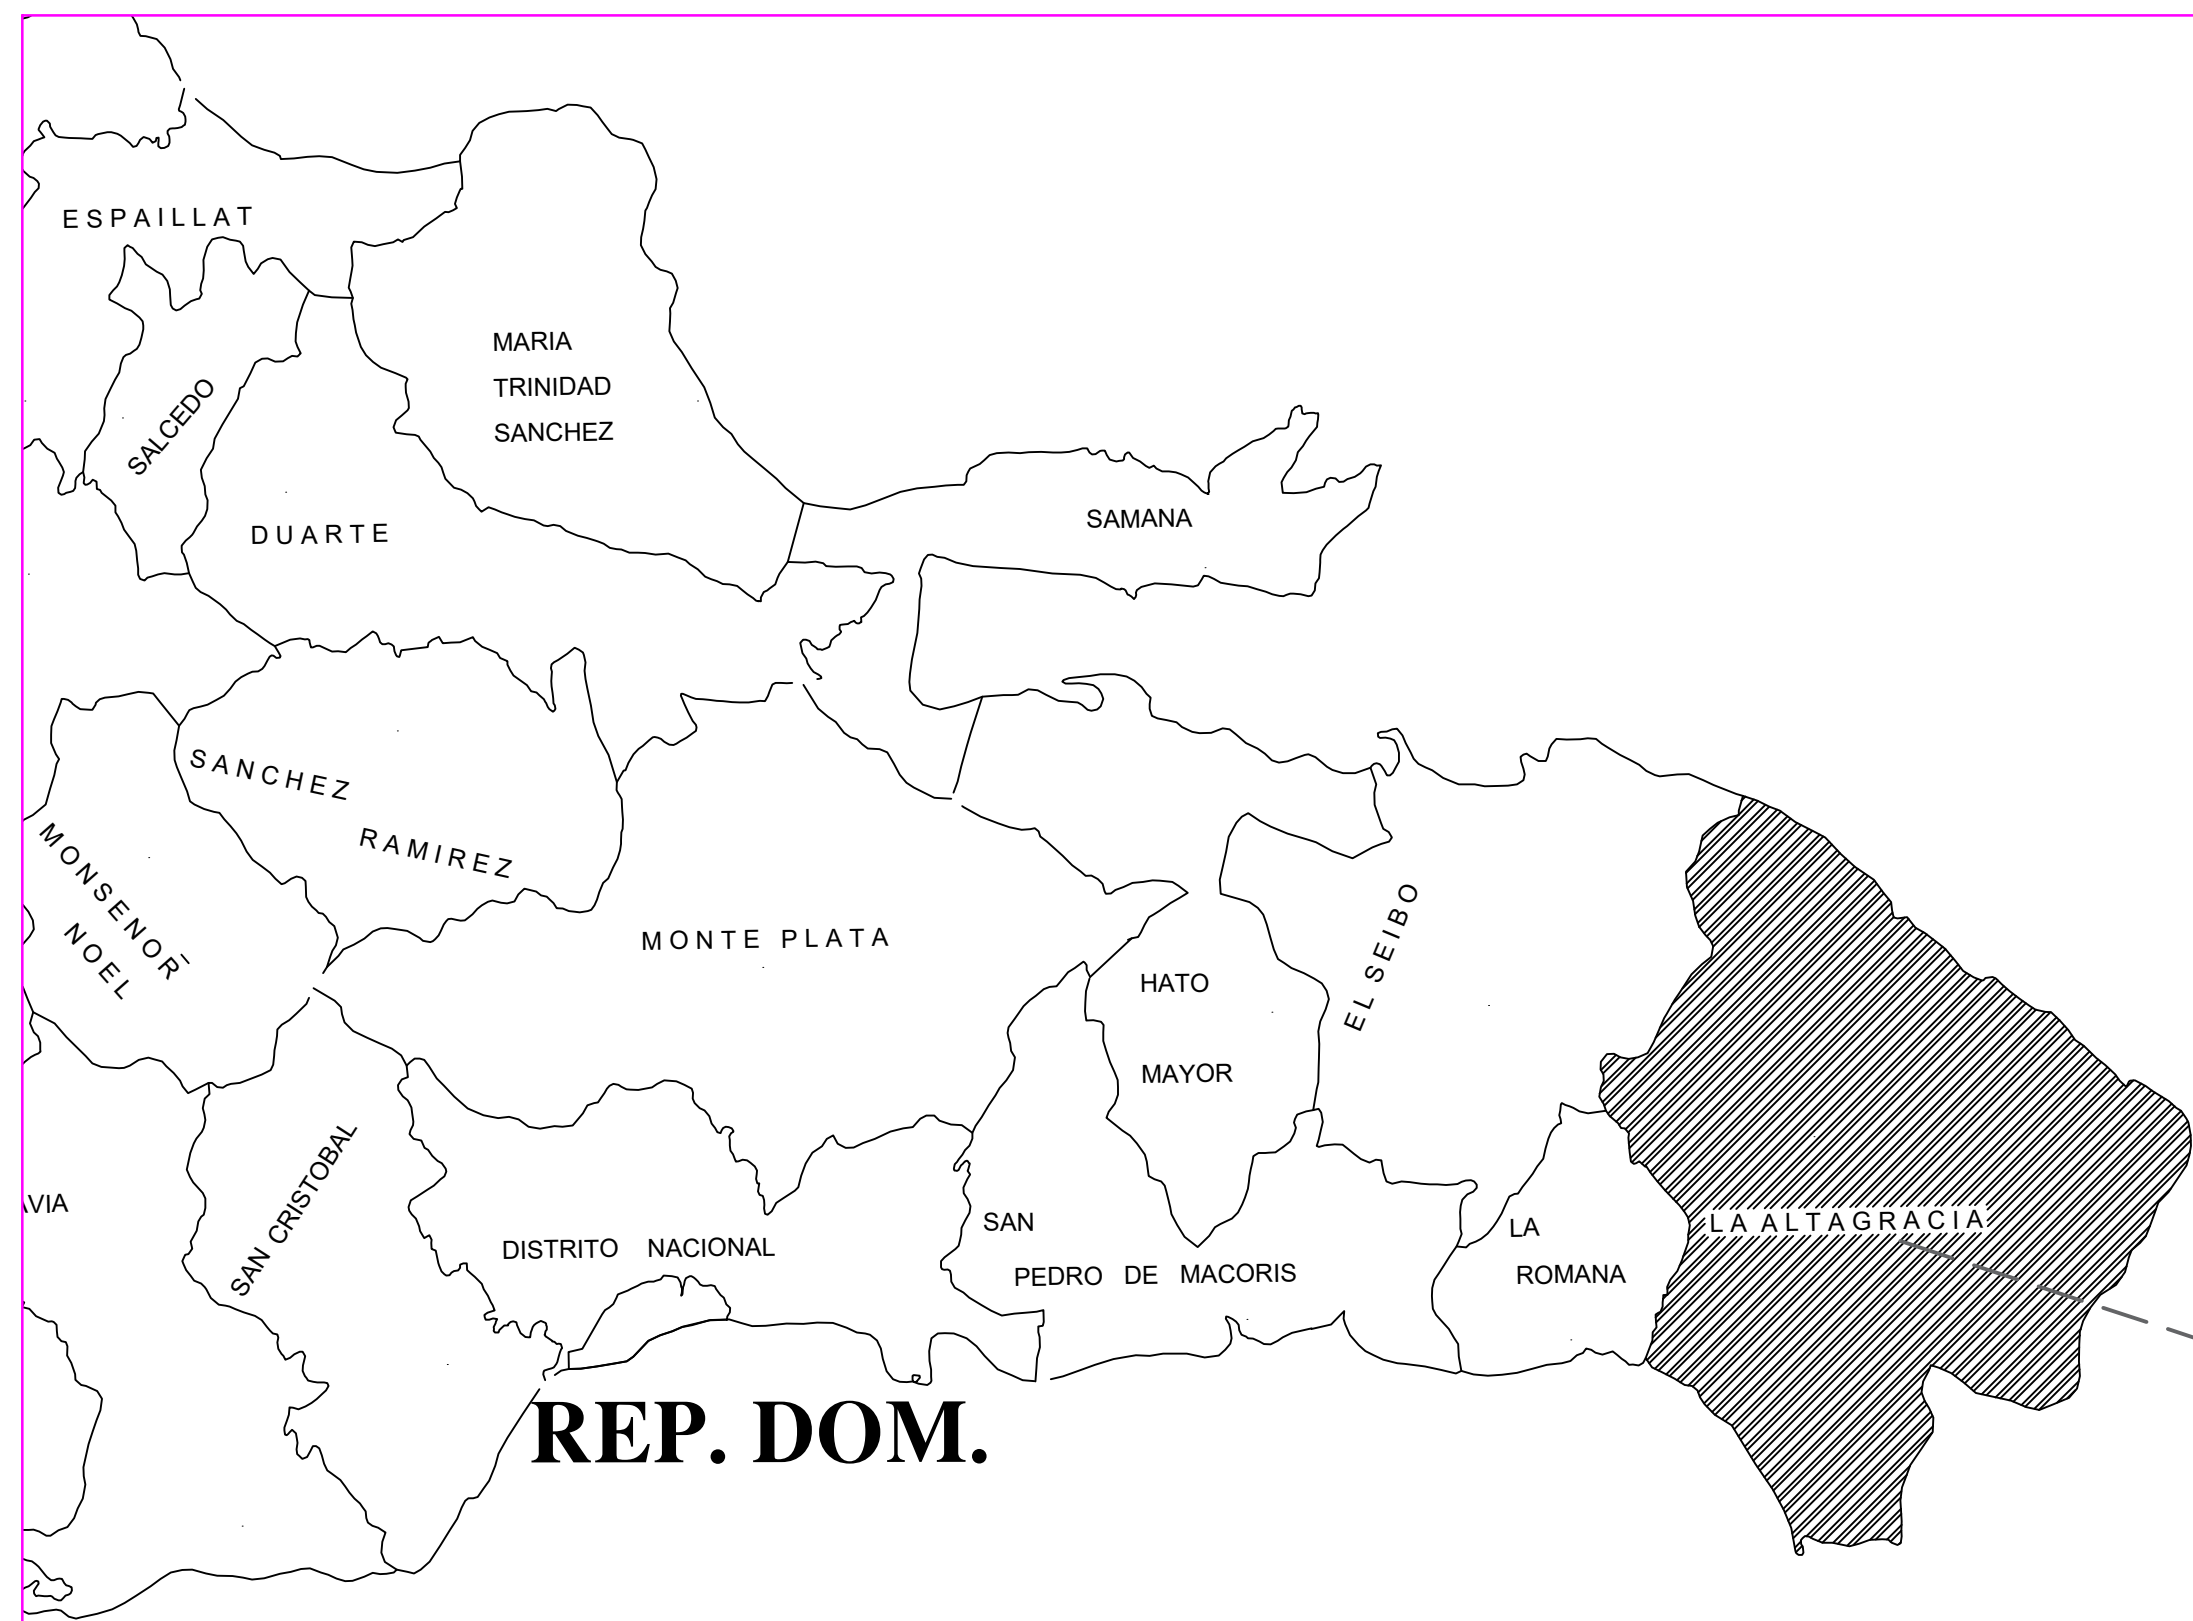 ESPAILLAT
MARIA
TRINIDAD
SANCHEZ
SALCEDO
DUARTE
SAMANA
SANCHEZ
RAMIREZ
MONSENOR
NOEL
MONTE PLATA
EL SEIBO
HATO
MAYOR
SAN CRISTOBAL
AVIA
DISTRITO NACIONAL
SAN
PEDRO DE MACORIS
LA
ROMANA
LA ALTAGRACIA
REP. DOM.